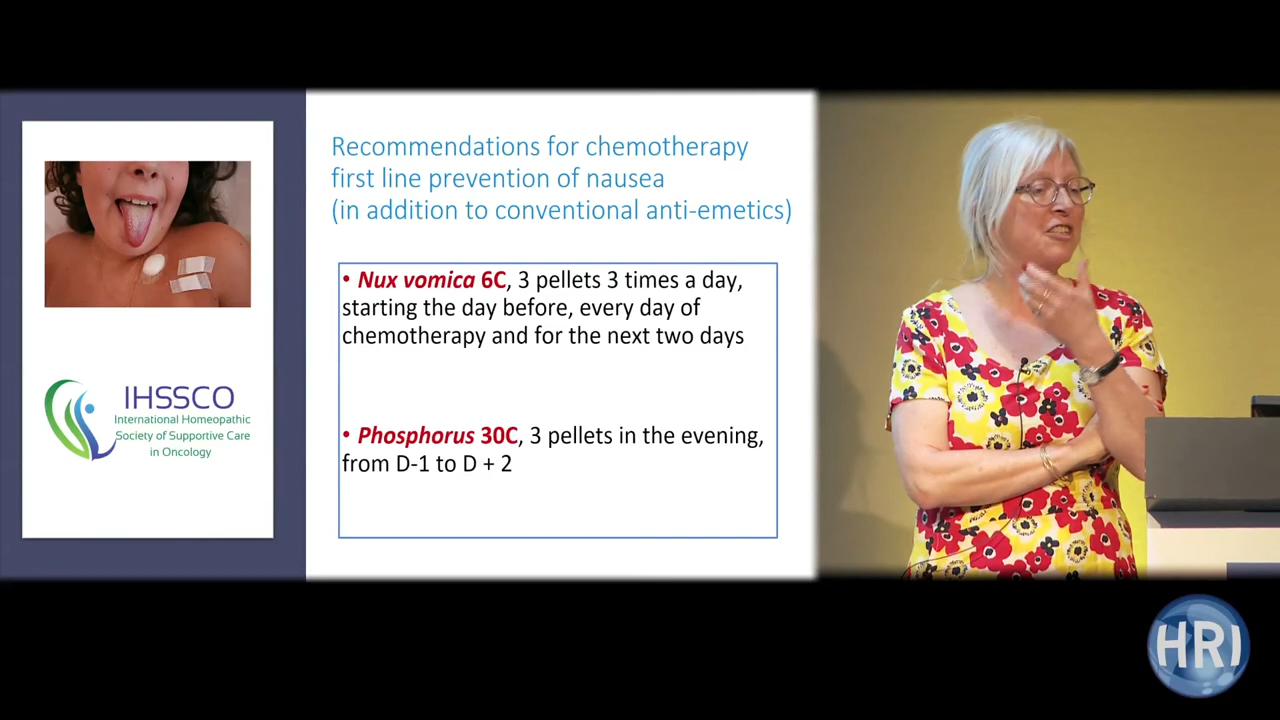 Recommendations for chemotherapy
first line prevention of nausea
(in addition to conventional anti-emetics)
• Nux vomica 6C, 3 pellets 3 times a day,
starting the day before, every day of
chemotherapy and for the next two days
• Phosphorus 30C, 3 pellets in the evening,
from D-1 to D + 2
IHSSCO
International Homeopathic
Society of Supportive Care
in Oncology
HRI